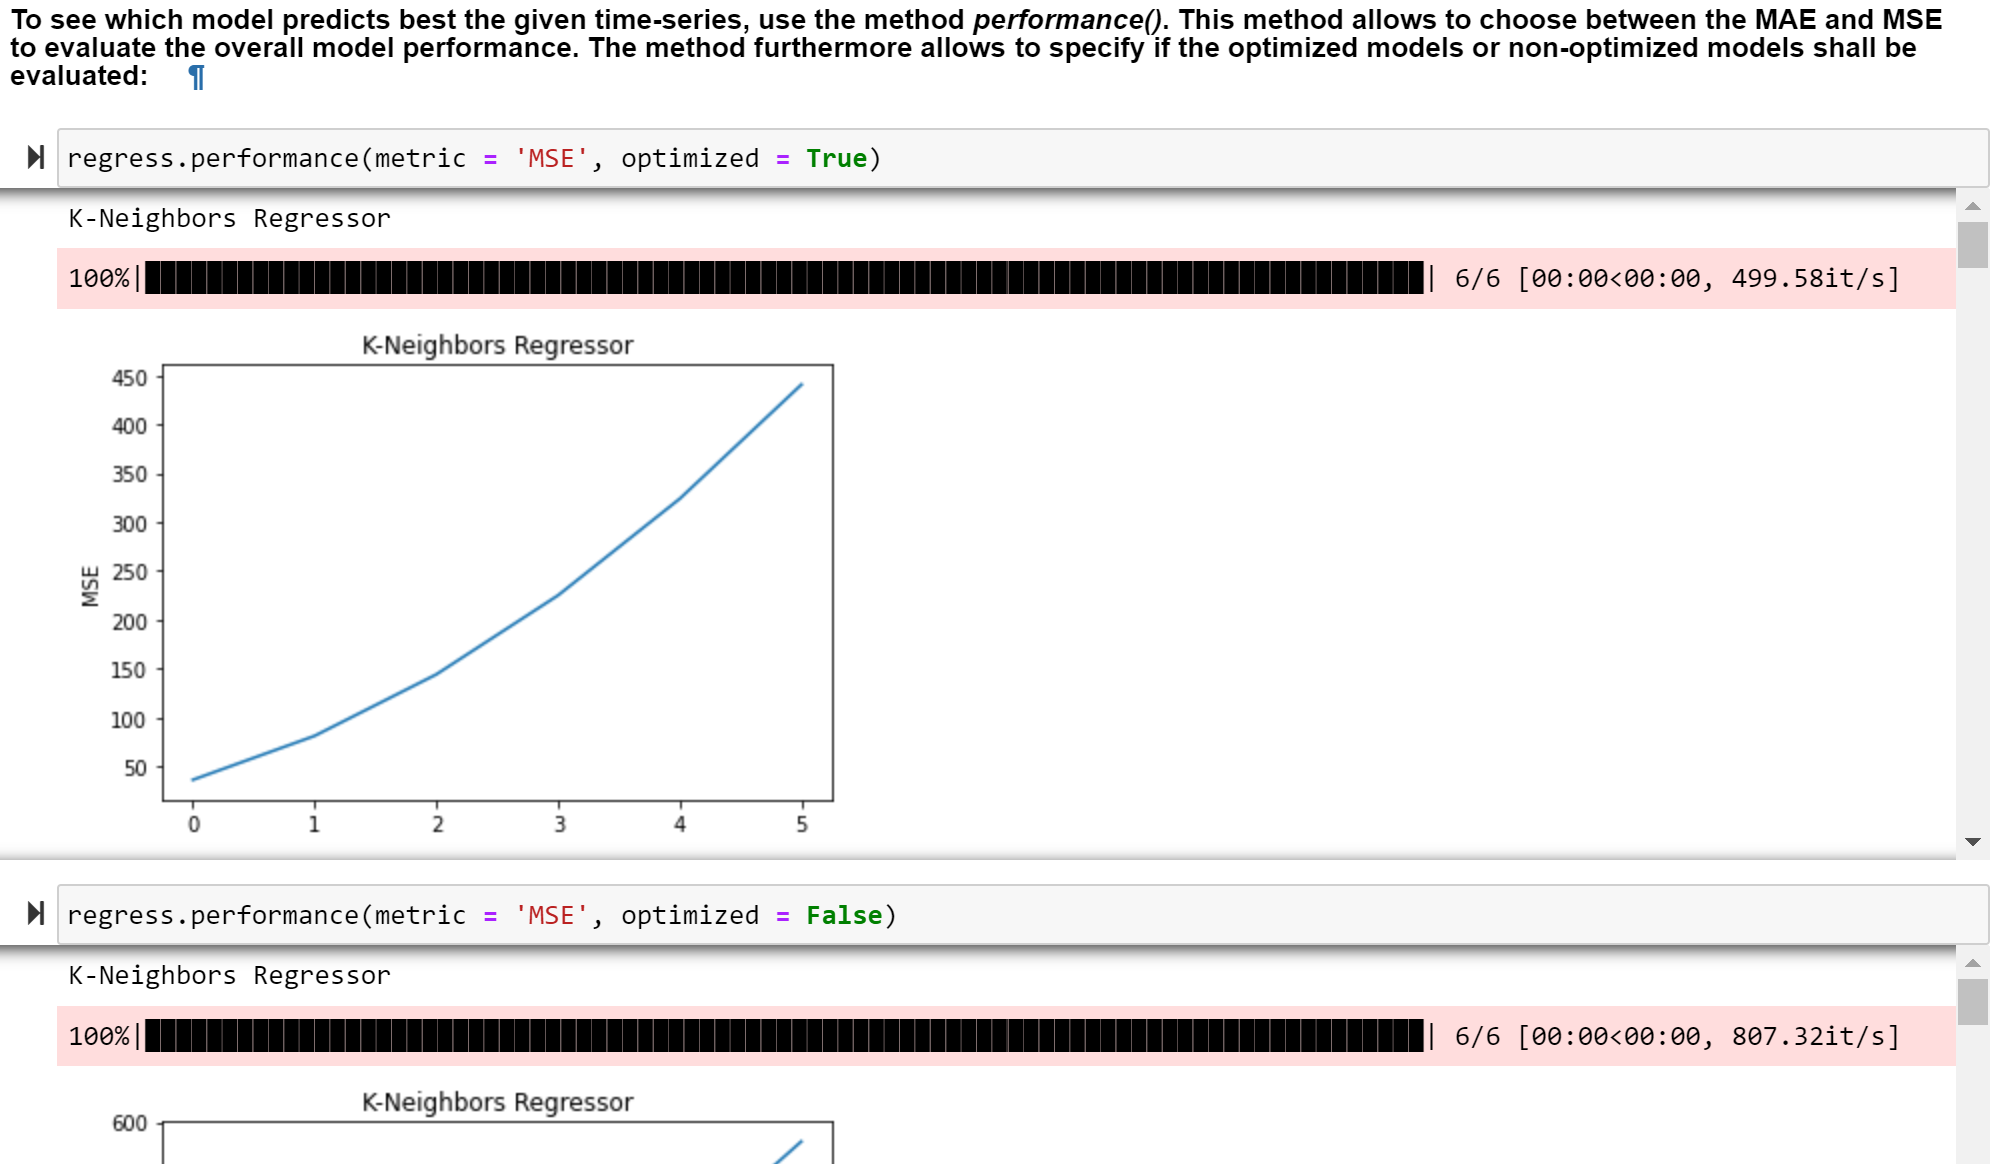 To see which model predicts best the given time-series, use the method performance(). This method allows to choose between the MAE and MSE
to evaluate the overall model performance. The method furthermore allows to specify if the optimized models or non-optimized models shall be
evaluated: ¶
regress.performance(metric = 'MSE', optimized = True)
K-Neighbors Regressor
100%|██████████| 6/6 [00:00<00:00, 499.58it/s]
K-Neighbors Regressor
450
400
350
300
250
200
150
100
50
MSE
0 1 2 3 4 5
regress.performance(metric = 'MSE', optimized = False)
K-Neighbors Regressor
100%|██████████| 6/6 [00:00<00:00, 807.32it/s]
K-Neighbors Regressor
600